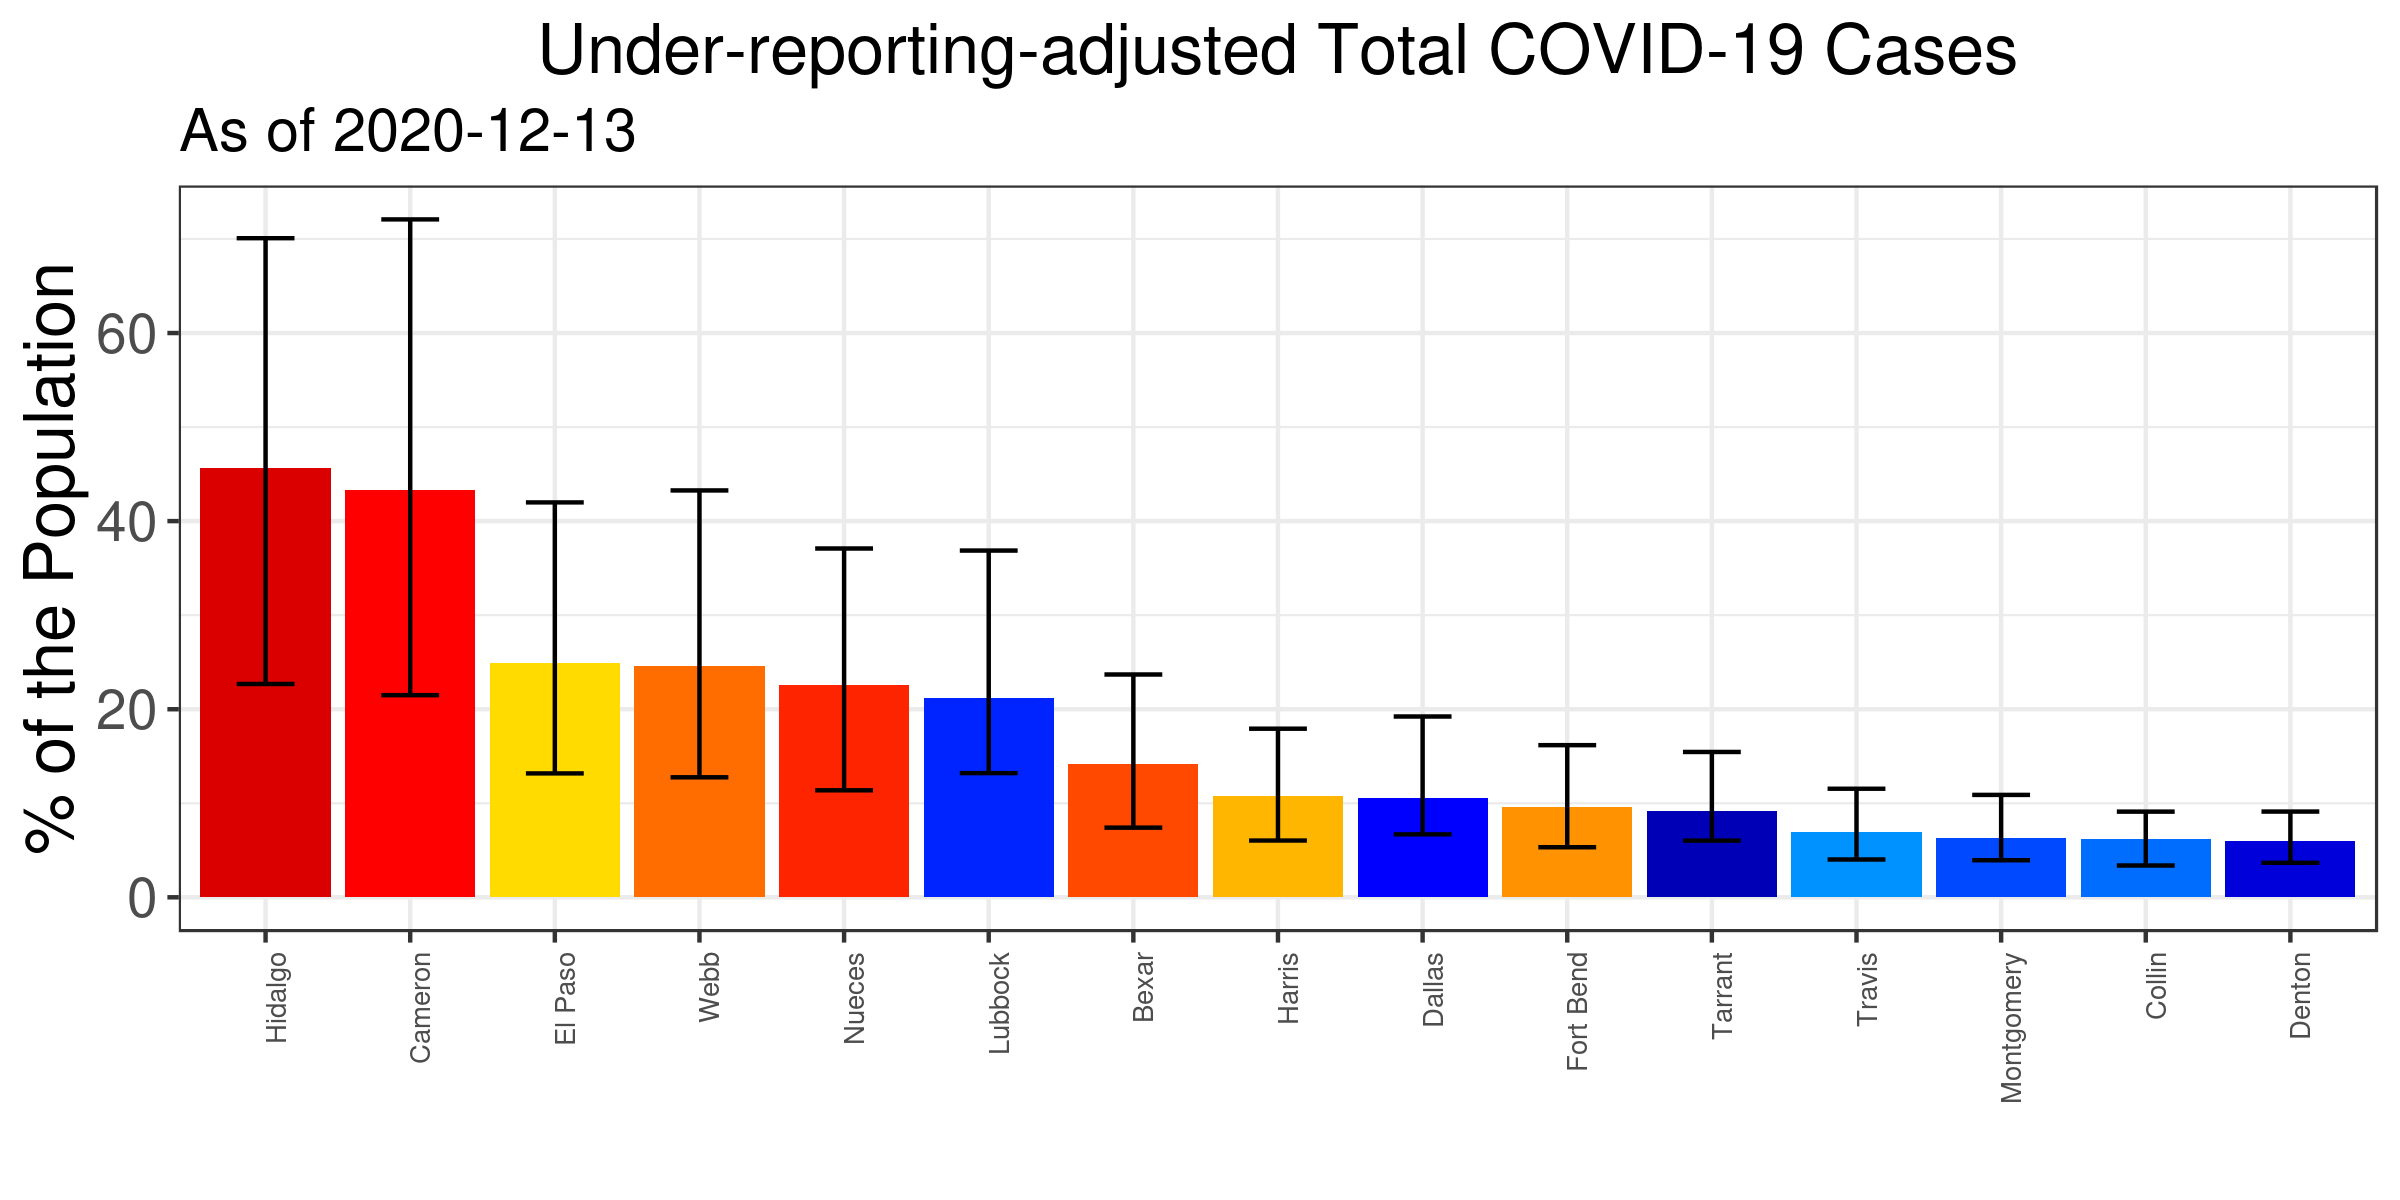 Under-reporting-adjusted Total COVID-19 Cases
As of 2020-12-13
% of the Population
60
40
20
0
Hidalgo
Cameron
El Paso
Webb
Nueces
Lubbock
Bexar
Harris
Dallas
Fort Bend
Tarrant
Travis
Montgomery
Collin
Denton